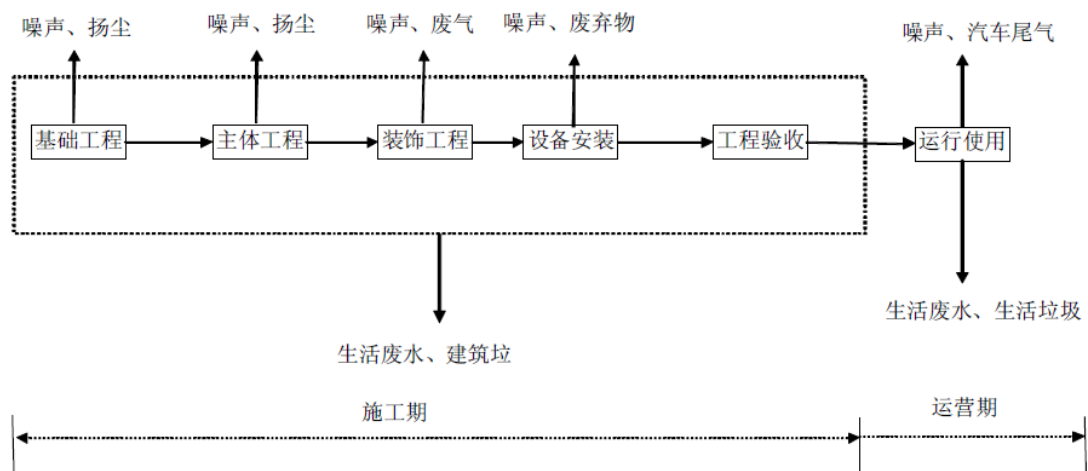 噪声、扬尘
噪声、扬尘
噪声、废气
噪声、废弃物
噪声、汽车尾气
基础工程
主体工程
装饰工程
设备安装
工程验收
运行使用
生活废水、生活垃圾
生活废水、建筑垃
施工期
运营期